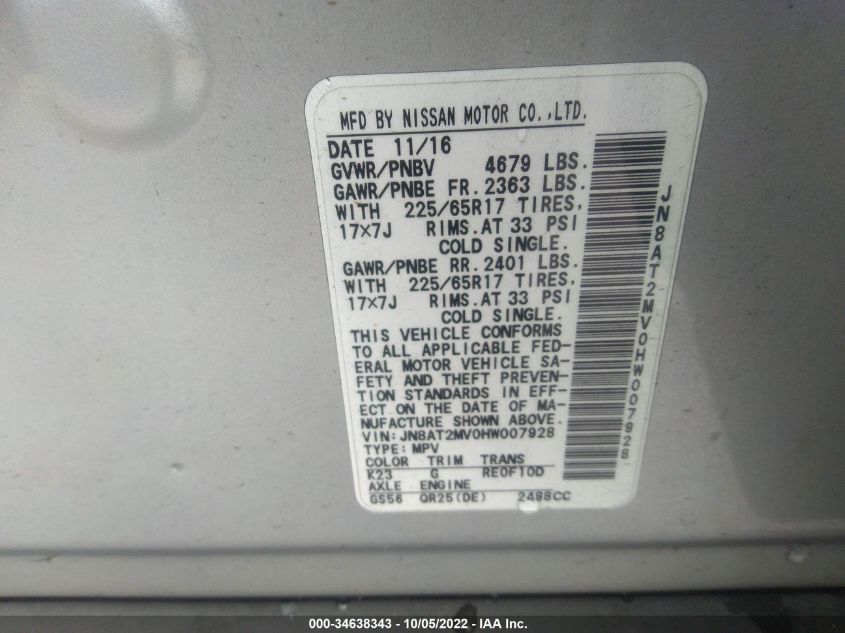 MFD BY NISSAN MOTOR CO.,LTD.
DATE 11/16
GVWR/PNBV 4679 LBS.
GAWR/PNBE FR. 2363 LBS.
WITH 225/65R17 TIRES,
17×7J RIMS.AT 33 PSI
COLD SINGLE.
GAWR/PNBE RR. 2401 LBS.
WITH 225/65R17 TIRES,
17×7J RIMS.AT 33 PSI
COLD SINGLE.
THIS VEHICLE CONFORMS
TO ALL APPLICABLE FED-
ERAL MOTOR VEHICLE SA-
FETY AND THEFT PREVEN-
TION STANDARDS IN EFF-
ECT ON THE DATE OF MA-
NUFACTURE SHOWN ABOVE.
VIN:JN8AT2MV0HW007928
TYPE:MPV
COLOR TRIM TRANS
K23 G RE0F10D
AXLE ENGINE
GS56 QR25(DE) 2488CC
JN8AT2MV0HW007928
000-34638343 - 10/05/2022 - IAA Inc.